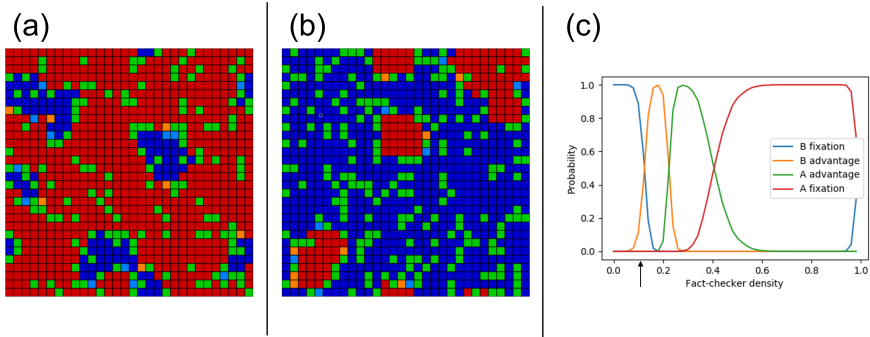 (a)
(b)
(c)
1.0
0.8
0.6
0.4
0.2
0.0
Probability
B fixation
B advantage
A advantage
A fixation
0.0 0.2 0.4 0.6 0.8 1.0
Fact-checker density